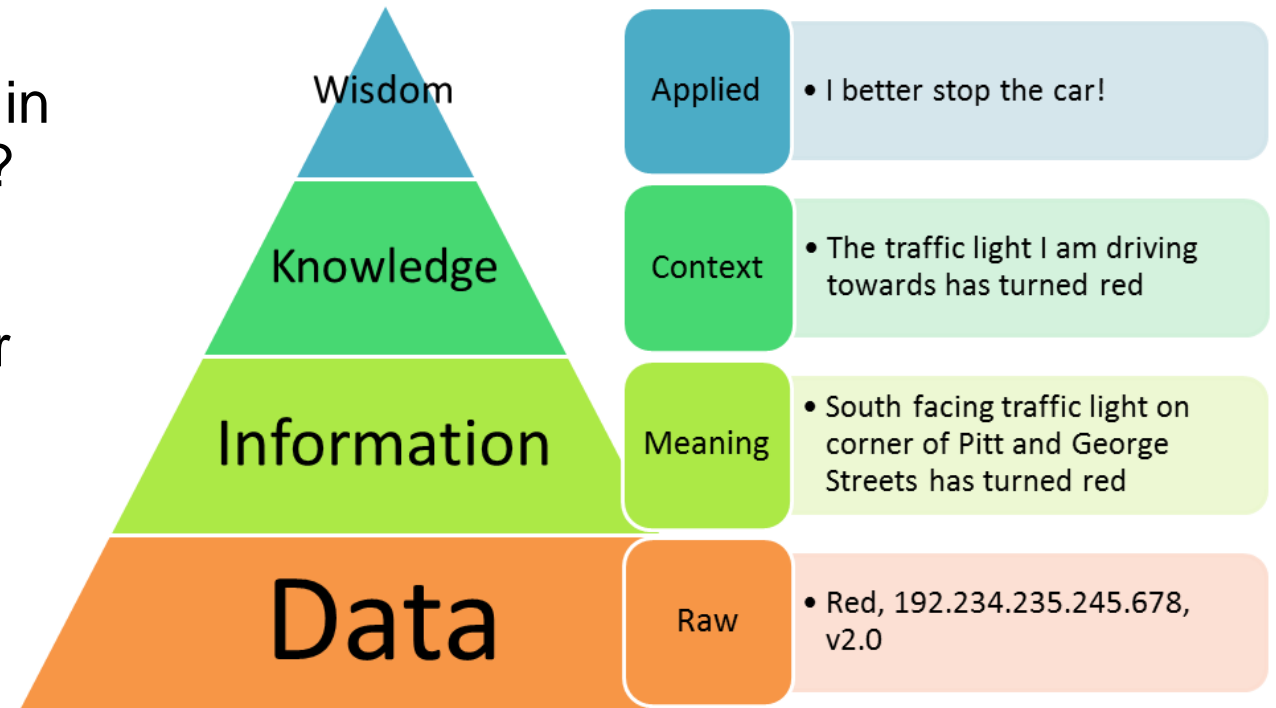 in
?
r
Wisdom
Applied
• I better stop the car!
Knowledge
Context
• The traffic light I am driving
towards has turned red
Information
Meaning
• South facing traffic light on
corner of Pitt and George
Streets has turned red
Data
Raw
• Red, 192.234.235.245.678,
v2.0